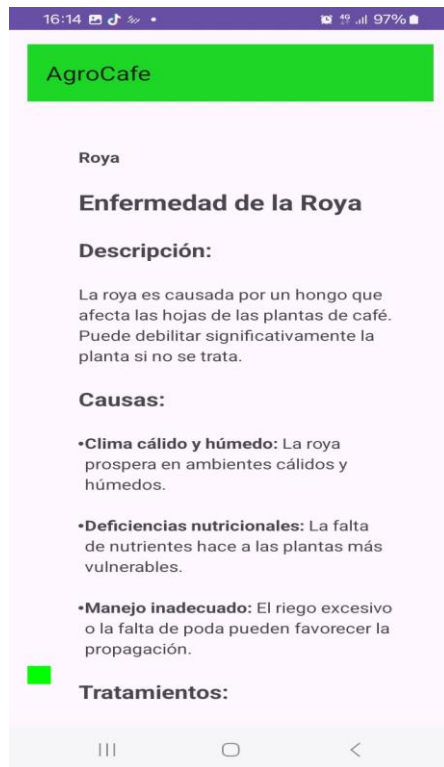 16:14
97%
AgroCafe
Roya
Enfermedad de la Roya
Descripción:
La roya es causada por un hongo que
afecta las hojas de las plantas de café.
Puede debilitar significativamente la
planta si no se trata.
Causas:
•Clima cálido y húmedo: La roya
prospera en ambientes cálidos y
húmedos.
•Deficiencias nutricionales: La falta
de nutrientes hace a las plantas más
vulnerables.
•Manejo inadecuado: El riego excesivo
o la falta de poda pueden favorecer la
propagación.
Tratamientos: